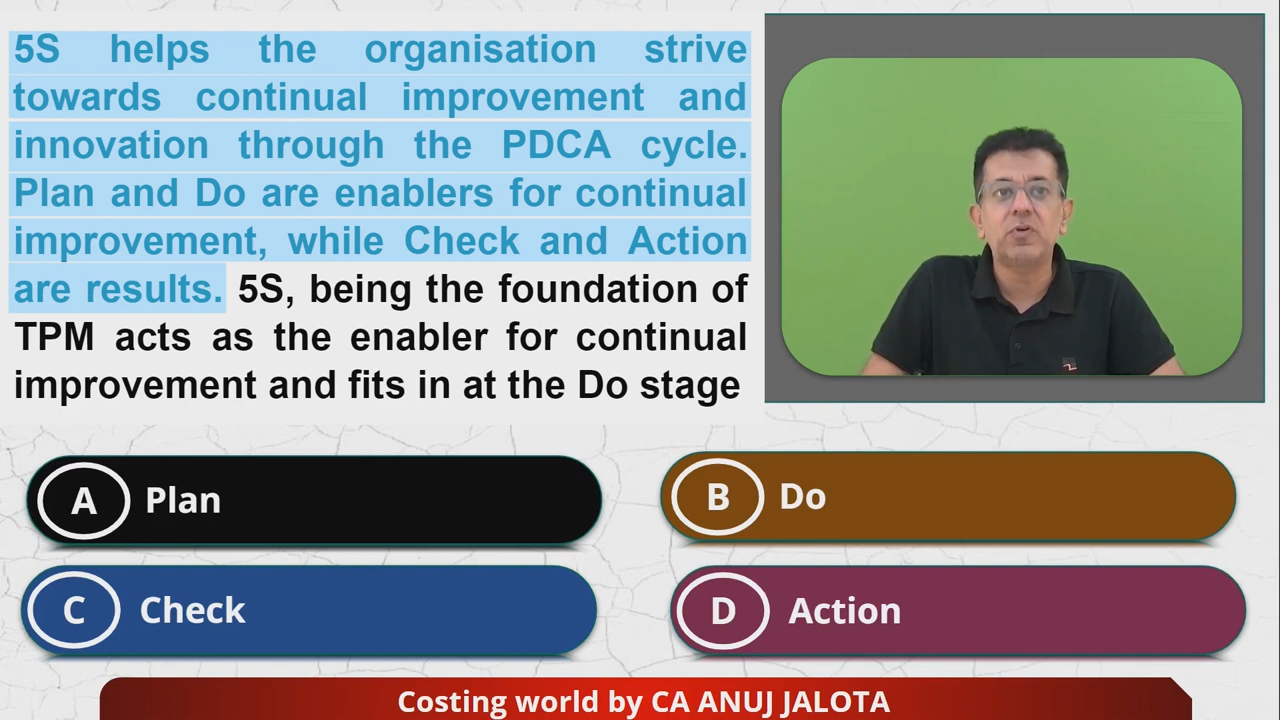 5S helps the organisation strive
towards continual improvement and
innovation through the PDCA cycle.
Plan and Do are enablers for continual
improvement, while Check and Action
are results. 5S, being the foundation of
TPM acts as the enabler for continual
improvement and fits in at the Do stage
A Plan
B Do
C Check
D Action
Costing world by CA ANUJ JALOTA